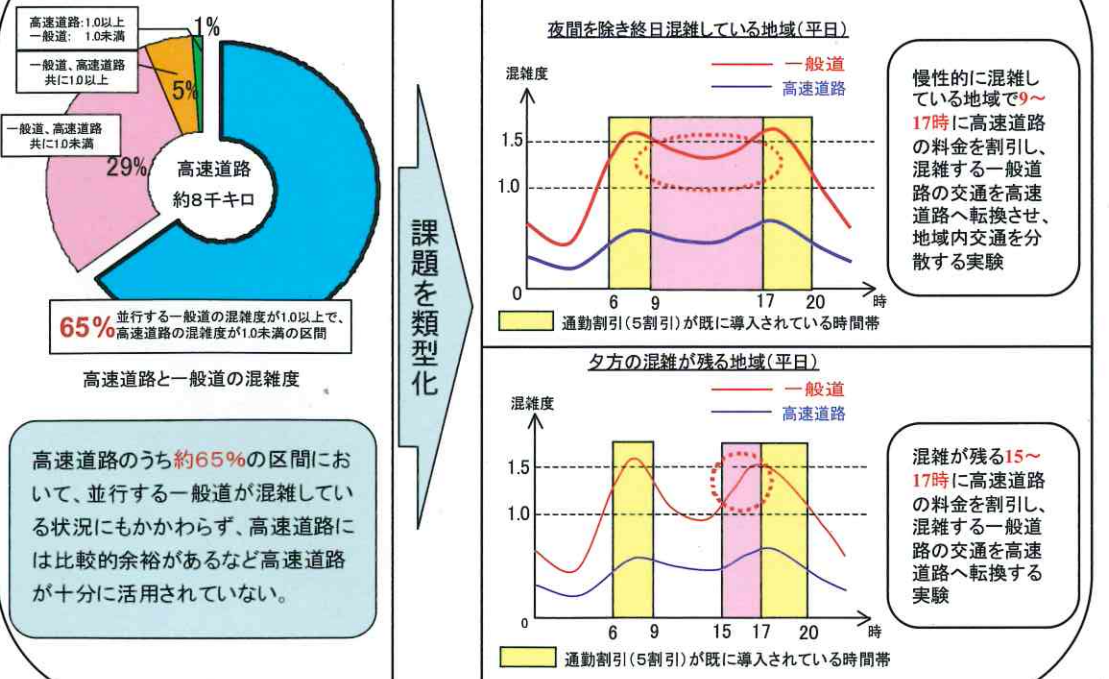 高速道路:1.0以上
一般道: 1.0未満
1%
一般道、高速道路
共に1.0以上
5%
一般道、高速道路
共に1.0未満
29%
高速道路
約8千キロ
65% 並行する一般道の混雑度が1.0以上で、
高速道路の混雑度が1.0未満の区間
高速道路と一般道の混雑度
高速道路のうち約65%の区間にお
いて、並行する一般道が混雑してい
る状況にもかかわらず、高速道路に
は比較的余裕があるなど高速道路
が十分に活用されていない。
課題を類型化
夜間を除き終日混雑している地域(平日)
混雑度
一般道
高速道路
1.5
1.0
0
6 9 17 20 時
通勤割引(5割引)が既に導入されている時間帯
慢性的に混雑し
ている地域で9~
17時に高速道路
の料金を割引し、
混雑する一般道
路の交通を高速
道路へ転換させ、
地域内交通を分
散する実験
夕方の混雑が残る地域(平日)
混雑度
一般道
高速道路
1.5
1.0
0
6 9 15 17 20 時
通勤割引(5割引)が既に導入されている時間帯
混雑が残る15~
17時に高速道路
の料金を割引し、
混雑する一般道
路の交通を高速
道路へ転換する
実験